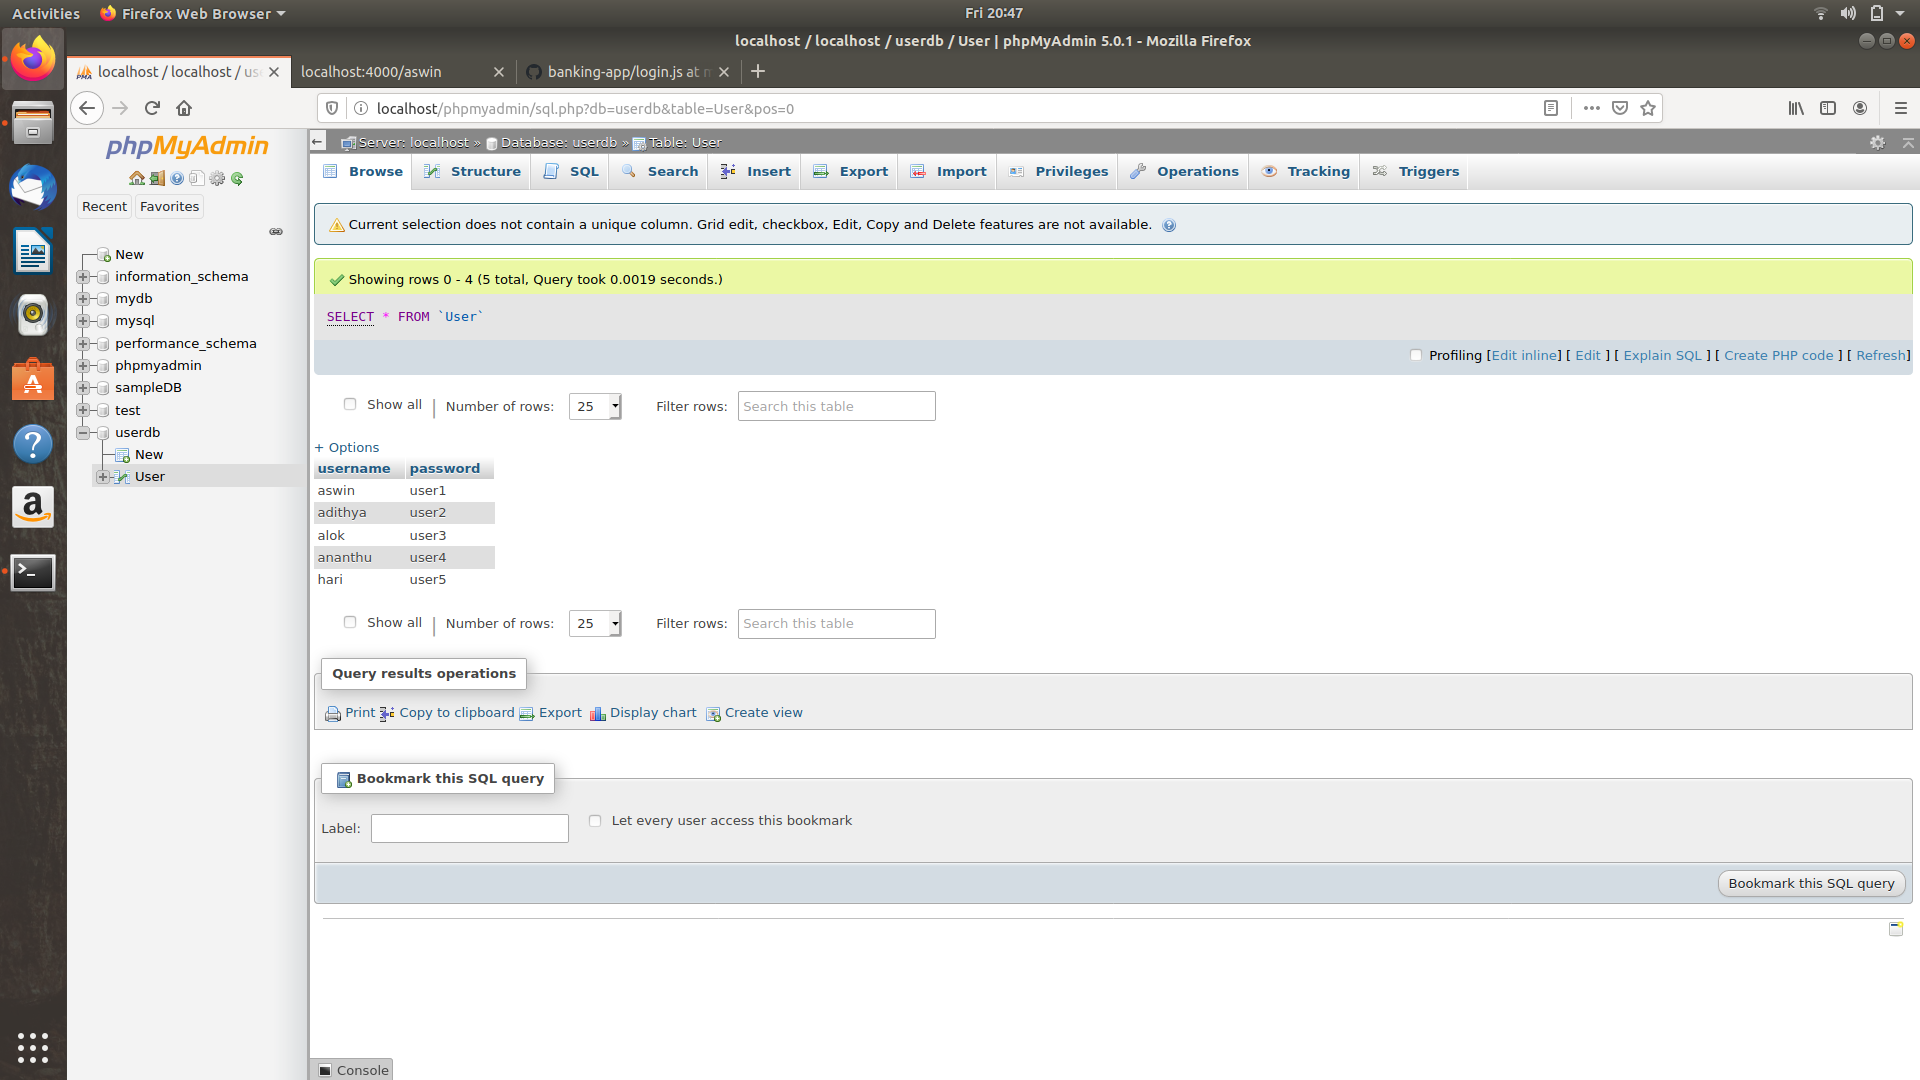 Activities
Firefox Web Browser
Fri 20:47
localhost / localhost / userdb / User | phpMyAdmin 5.0.1 - Mozilla Firefox
localhost / localhost / us
localhost:4000/aswin
banking-app/login.js at
localhost/phpmyadmin/sql.php?db=userdb&table=User&pos=0
phpMyAdmin
Recent
Favorites
New
information_schema
mydb
mysql
performance_schema
phpmyadmin
sampleDB
test
userdb
New
User
Server: localhost » Database: userdb » Table: User
Browse
Structure
SQL
Search
Insert
Export
Import
Privileges
Operations
Tracking
Triggers
Current selection does not contain a unique column. Grid edit, checkbox, Edit, Copy and Delete features are not available.
Showing rows 0 - 4 (5 total, Query took 0.0019 seconds.)
SELECT * FROM `User`
Profiling [Edit inline] [ Edit ] [ Explain SQL ] [ Create PHP code ] [ Refresh]
Show all | Number of rows: 25 Filter rows: Search this table
+ Options
username password
aswin user1
adithya user2
alok user3
ananthu user4
hari user5
Show all | Number of rows: 25 Filter rows: Search this table
Query results operations
Print Copy to clipboard Export Display chart Create view
Bookmark this SQL query
Label:
Let every user access this bookmark
Bookmark this SQL query
Console